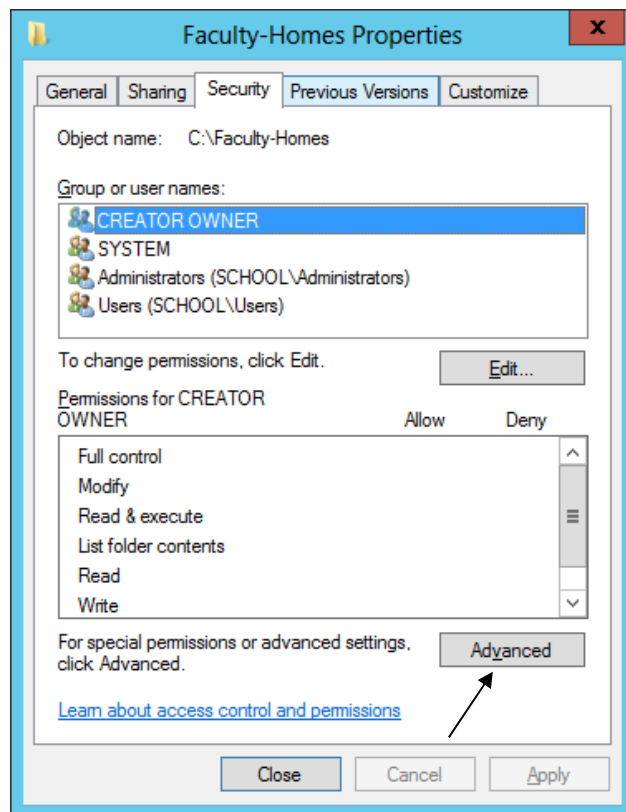 Faculty-Homes Properties
x
General Sharing Security Previous Versions Customize
Object name: C:\Faculty-Homes
Group or user names:
CREATOR OWNER
SYSTEM
Administrators (SCHOOL\Administrators)
Users (SCHOOL\Users)
To change permissions, click Edit.
Edit...
Permissions for CREATOR
OWNER Allow Deny
Full control
Modify
Read & execute
List folder contents
Read
Write
For special permissions or advanced settings,
click Advanced.
Advanced
Learn about access control and permissions
Close Cancel Apply